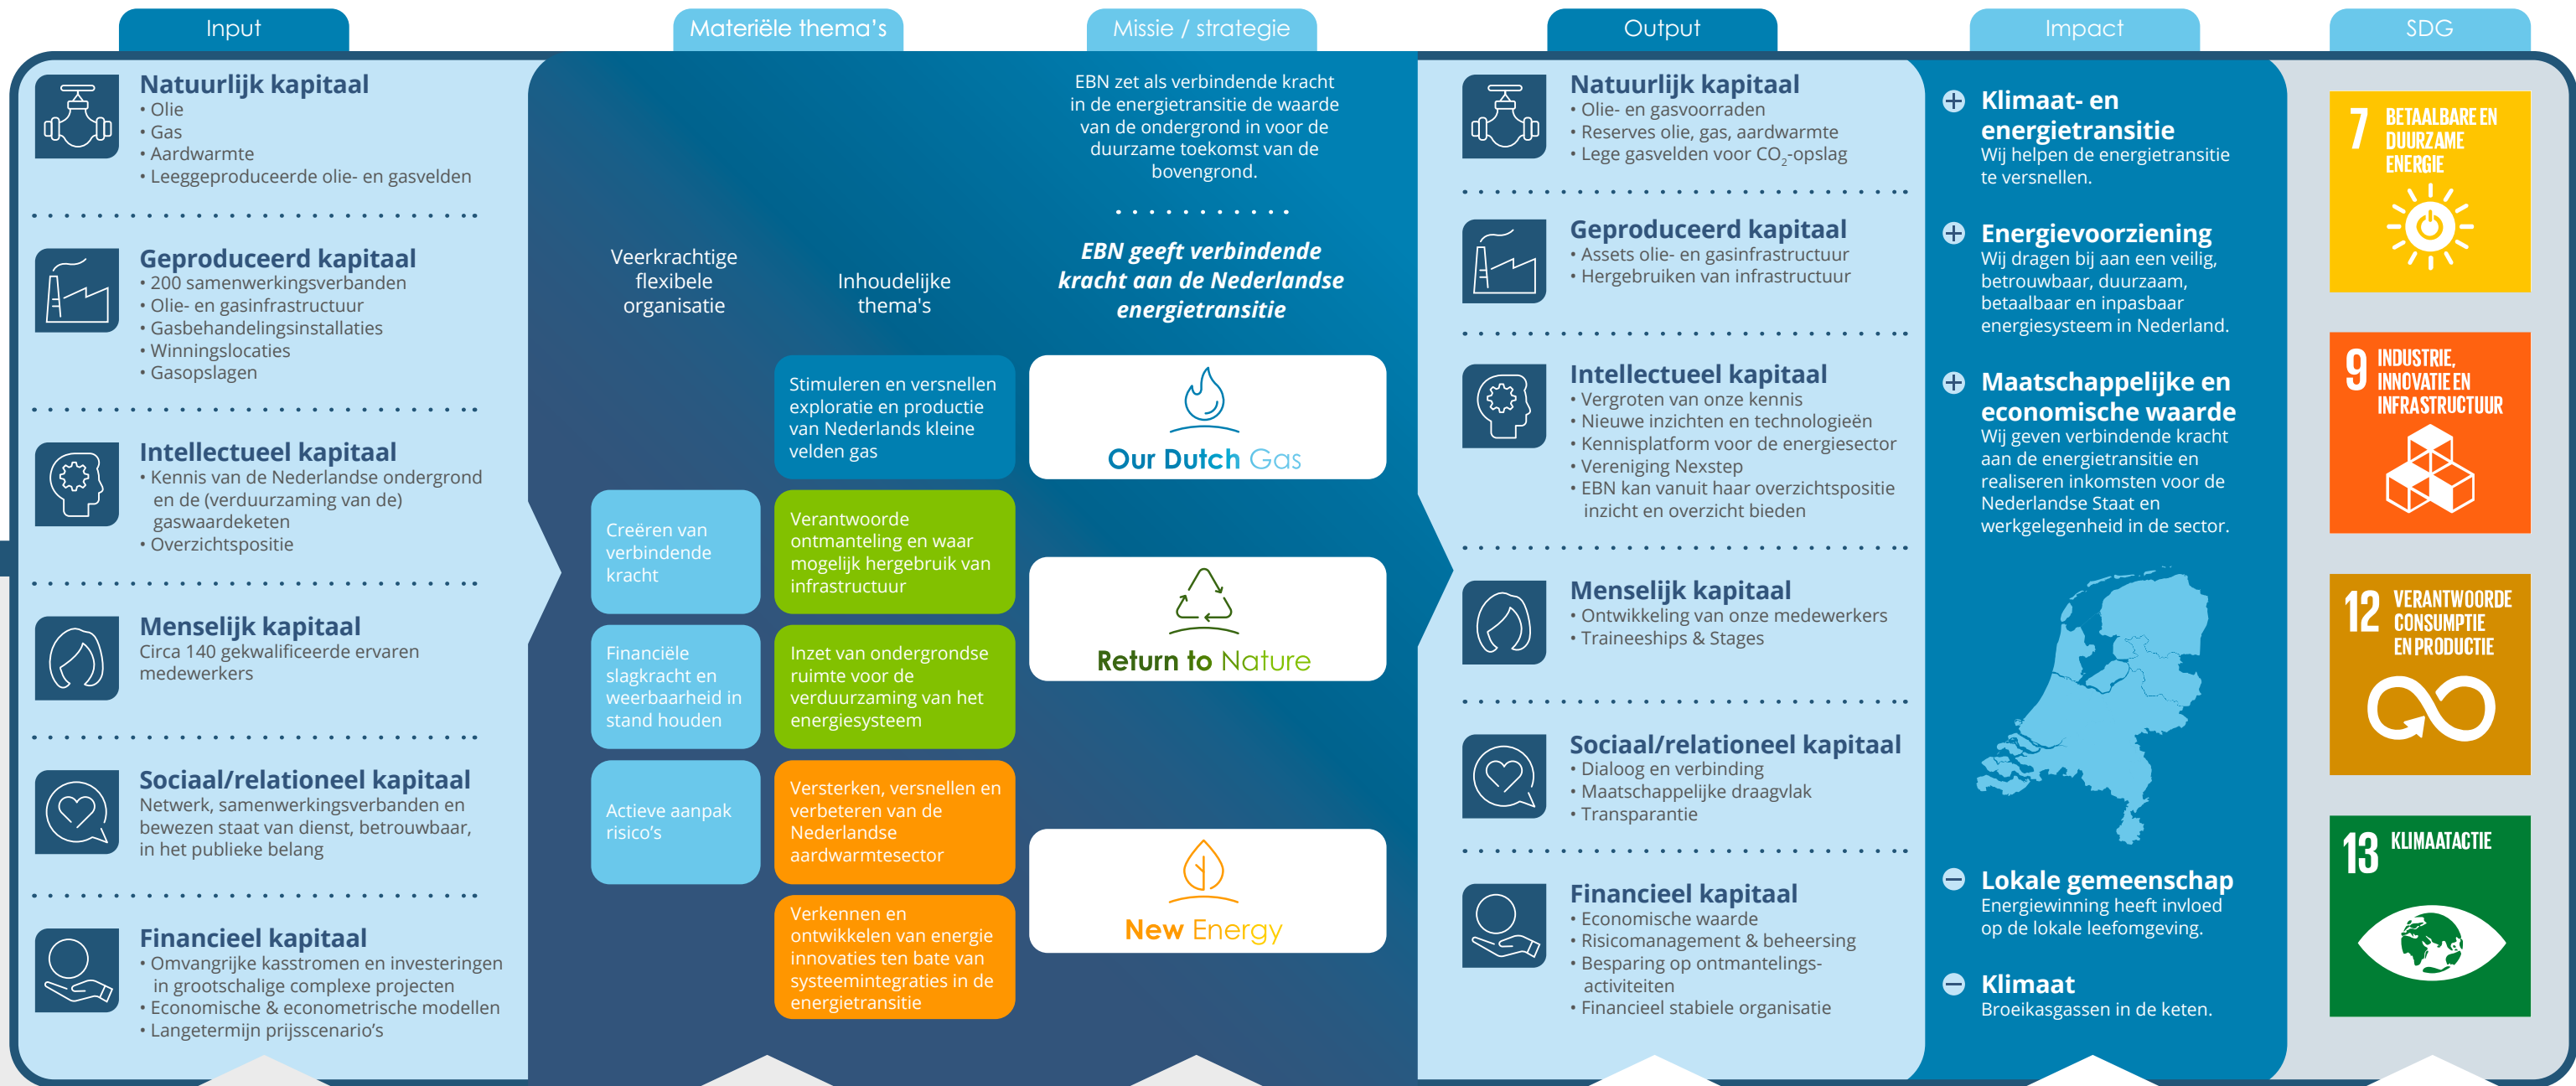 Input
Materiële thema's
Missie / strategie
Output
Impact
SDG
Natuurlijk kapitaal
• Olie
• Gas
• Aardwarmte
• Leeggeproduceerde olie- en gasvelden
Geproduceerd kapitaal
• 200 samenwerkingsverbanden
• Olie- en gasinfrastructuur
• Gasbehandelingsinstallaties
• Winningslocaties
• Gasopslagen
Intellectueel kapitaal
• Kennis van de Nederlandse ondergrond
en de (verduurzaming van de)
gaswaardeketen
• Overzichtspositie
Menselijk kapitaal
Circa 140 gekwalificeerde ervaren
medewerkers
Sociaal/relationeel kapitaal
Netwerk, samenwerkingsverbanden en
bewezen staat van dienst, betrouwbaar,
in het publieke belang
Financieel kapitaal
• Omvangrijke kasstromen en investeringen
in grootschalige complexe projecten
• Economische & econometrische modellen
• Langetermijn prijsscenario's
Veerkrachtige
flexibele
organisatie
Creëren van
verbindende
kracht
Financiële
slagkracht en
weerbaarheid in
stand houden
Actieve aanpak
risico's
Inhoudelijke
thema's
Stimuleren en versnellen
exploratie en productie
van Nederlands kleine
velden gas
Verantwoorde
ontmanteling en waar
mogelijk hergebruik van
infrastructuur
Inzet van ondergrondse
ruimte voor de
verduurzaming van het
energiesysteem
Versterken, versnellen en
verbeteren van de
Nederlandse
aardwarmtesector
Verkennen en
ontwikkelen van energie
innovaties ten bate van
systeemintegraties in de
energietransitie
EBN zet als verbindende kracht
in de energietransitie de waarde
van de ondergrond in voor de
duurzame toekomst van de
bovengrond.
EBN geeft verbindende
kracht aan de Nederlandse
energietransitie
Our Dutch Gas
Return to Nature
New Energy
Natuurlijk kapitaal
• Olie- en gasvoorraden
• Reserves olie, gas, aardwarmte
• Lege gasvelden voor CO₂-opslag
Geproduceerd kapitaal
• Assets olie- en gasinfrastructuur
• Hergebruiken van infrastructuur
Intellectueel kapitaal
• Vergroten van onze kennis
• Nieuwe inzichten en technologieën
• Kennisplatform voor de energiesector
• Vereniging Nexstep
• EBN kan vanuit haar overzichtspositie
inzicht en overzicht bieden
Menselijk kapitaal
• Ontwikkeling van onze medewerkers
• Traineeships & Stages
Sociaal/relationeel kapitaal
• Dialoog en verbinding
• Maatschappelijke draagvlak
• Transparantie
Financieel kapitaal
• Economische waarde
• Risicomanagement & beheersing
• Besparing op ontmantelings-
activiteiten
• Financieel stabiele organisatie
Klimaat- en
energietransitie
Wij helpen de energietransitie
te versnellen.
Energievoorziening
Wij dragen bij aan een veilig,
betrouwbaar, duurzaam,
betaalbaar en inpasbaar
energiesysteem in Nederland.
Maatschappelijke en
economische waarde
Wij geven verbindende kracht
aan de energietransitie en
realiseren inkomsten voor de
Nederlandse Staat en
werkgelegenheid in de sector.
Lokale gemeenschap
Energiewinning heeft invloed
op de lokale leefomgeving.
Klimaat
Broeikasgassen in de keten.
7 BETAALBARE EN
DUURZAME
ENERGIE
9 INDUSTRIE,
INNOVATIE EN
INFRASTRUCTUUR
12 VERANTWOORDE
CONSUMPTIE
EN PRODUCTIE
13 KLIMAATACTIE